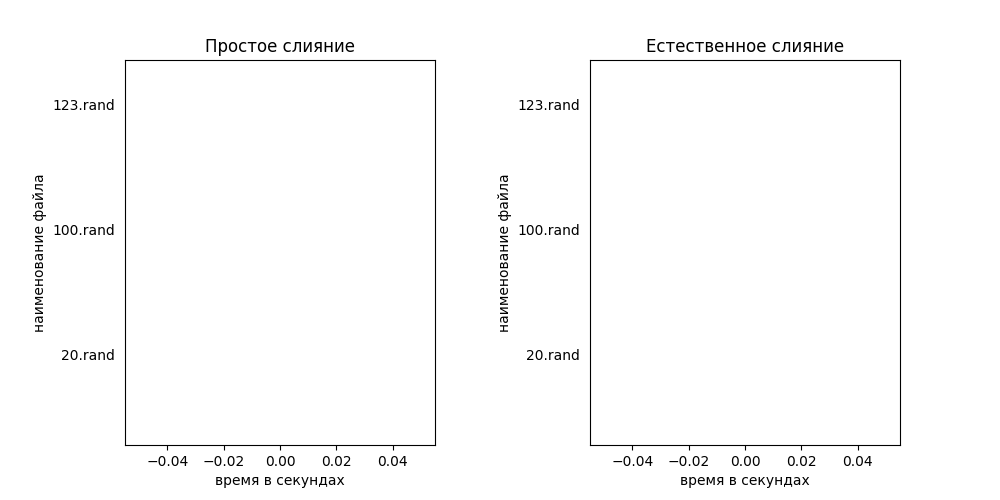 Простое слияние
123.rand
100.rand
20.rand
наименование файла
−0.04 −0.02 0.00 0.02 0.04
время в секундах
Естественное слияние
123.rand
100.rand
20.rand
наименование файла
−0.04 −0.02 0.00 0.02 0.04
время в секундах